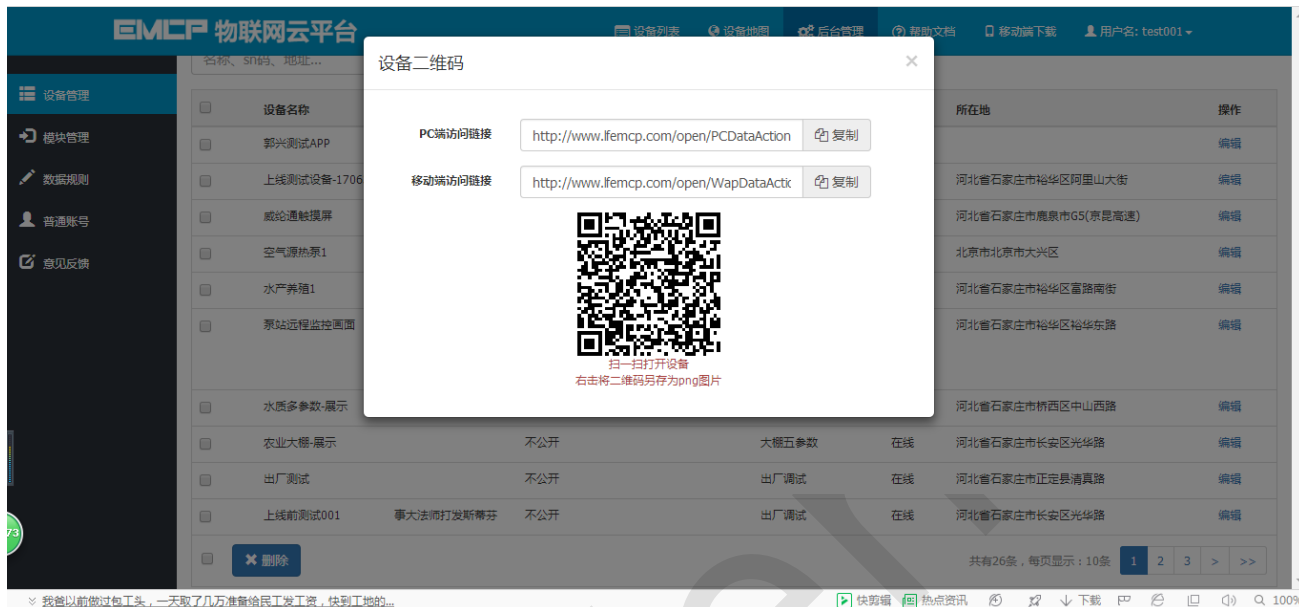 EMCP 物联网云平台
设备列表 设备地图 后台管理 帮助文档 移动端下载 用户名: test001
设备管理
模块管理
数据规则
普通账号
意见反馈
名称、sn码、地址...
设备二维码 ×
PC端访问链接 http://www.lfemcp.com/open/PCDataAction 复制
移动端访问链接 http://www.lfemcp.com/open/WapDataActic 复制
扫一扫打开设备
右击将二维码另存为png图片
设备名称 所在地 操作
郭兴测试APP 编辑
上线测试设备-1706 河北省石家庄市裕华区阿里山大街 编辑
威纶通触摸屏 河北省石家庄市鹿泉市G5(京昆高速) 编辑
空气源热泵1 北京市北京市大兴区 编辑
水产养殖1 河北省石家庄市裕华区富路南街 编辑
泵站远程监控画面 河北省石家庄市裕华区裕华东路 编辑
水质多参数-展示 河北省石家庄市桥西区中山西路 编辑
农业大棚-展示 不公开 大棚五参数 在线 河北省石家庄市长安区光华路 编辑
出厂测试 不公开 出厂调试 在线 河北省石家庄市正定县清真路 编辑
上线前测试001 事大法师打发斯蒂芬 不公开 出厂调试 在线 河北省石家庄市长安区光华路 编辑
删除 共有26条，每页显示：10条 1 2 3 > >>
73
我爸以前做过包工头，一天取了几万准备给民工发工资，快到工地的... 快剪辑 热点资讯 下载 100%